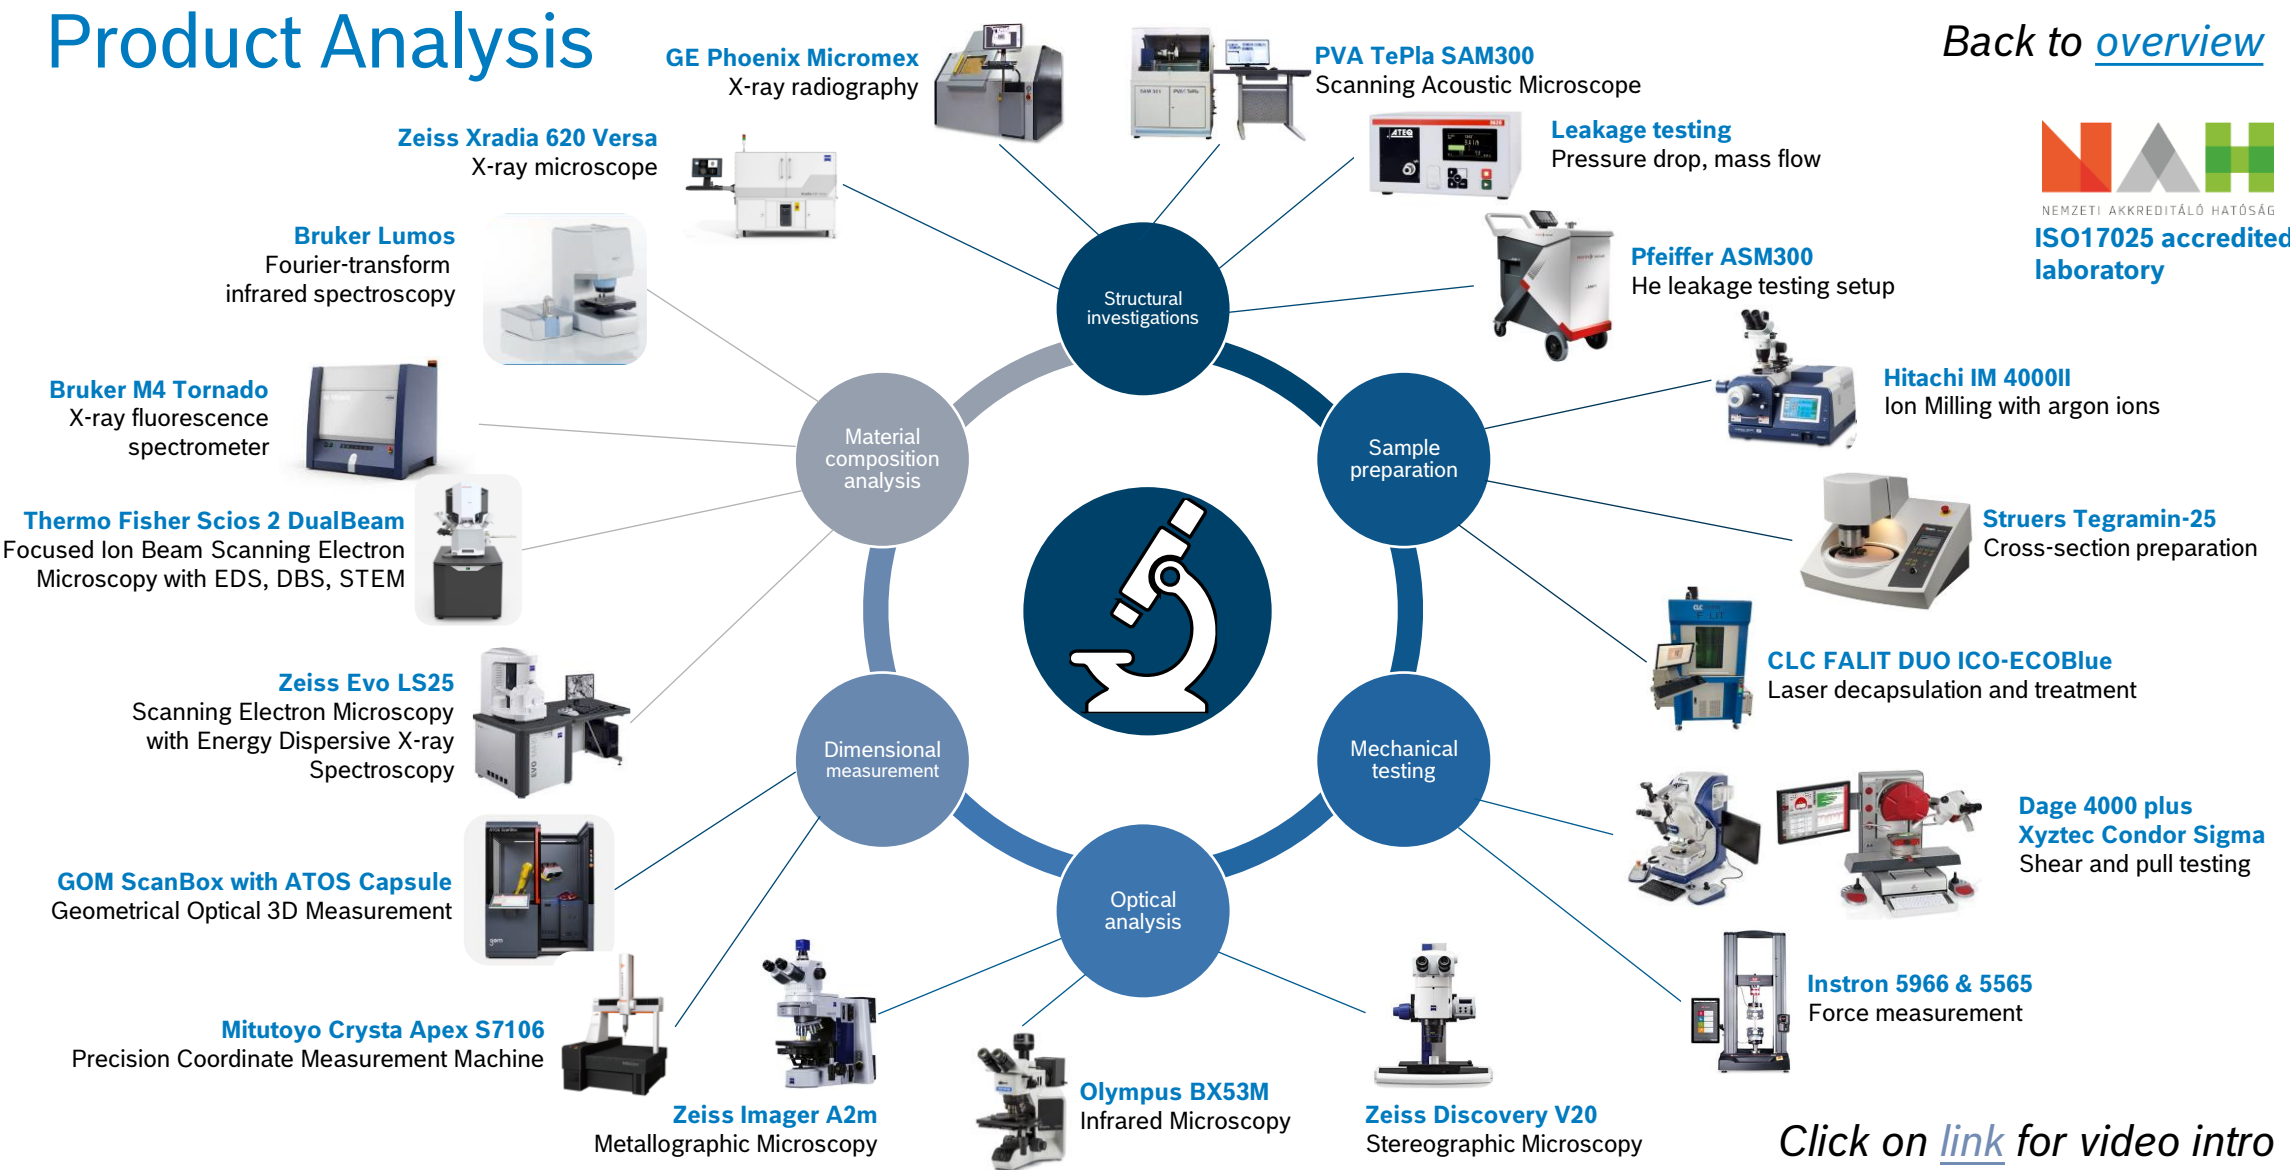 Product Analysis
Back to overview
GE Phoenix Micromex
X-ray radiography
PVA TePla SAM300
Scanning Acoustic Microscope
Leakage testing
Pressure drop, mass flow
ATEQ
Zeiss Xradia 620 Versa
X-ray microscope
NEMZETI AKKREDITÁLÓ HATÓSÁG
ISO17025 accredited
laboratory
Bruker Lumos
Fourier-transform
infrared spectroscopy
Pfeiffer ASM300
He leakage testing setup
Structural
investigations
Bruker M4 Tornado
X-ray fluorescence
spectrometer
Hitachi IM 4000II
Ion Milling with argon ions
Material
composition
analysis
Sample
preparation
Thermo Fisher Scios 2 DualBeam
Focused Ion Beam Scanning Electron
Microscopy with EDS, DBS, STEM
Struers Tegramin-25
Cross-section preparation
CLC
CLC FALIT DUO ICO-ECOBlue
Laser decapsulation and treatment
Zeiss Evo LS25
Scanning Electron Microscopy
with Energy Dispersive X-ray
Spectroscopy
EVO
Dimensional
measurement
Mechanical
testing
Dage 4000 plus
Xyztec Condor Sigma
Shear and pull testing
GOM ScanBox with ATOS Capsule
Geometrical Optical 3D Measurement
gom
Optical
analysis
Instron 5966 & 5565
Force measurement
Mitutoyo Crysta Apex S7106
Precision Coordinate Measurement Machine
Zeiss Imager A2m
Metallographic Microscopy
Olympus BX53M
Infrared Microscopy
Zeiss Discovery V20
Stereographic Microscopy
Click on link for video intro